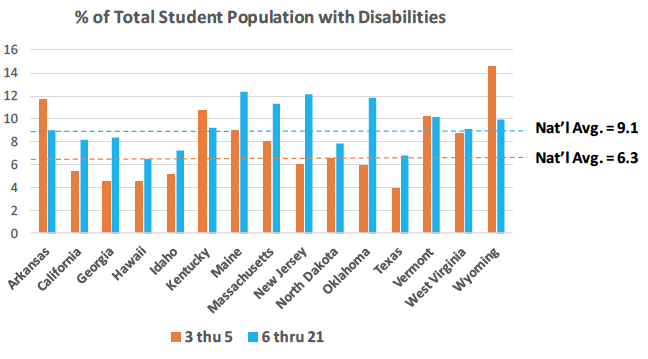 % of Total Student Population with Disabilities
16
14
12
10
8
6
4
2
0
Nat'l Avg. = 9.1
Nat'l Avg. = 6.3
Arkansas
California
Georgia
Hawaii
Idaho
Kentucky
Maine
Massachusetts
New Jersey
North Dakota
Oklahoma
Texas
Vermont
West Virginia
Wyoming
3 thu 5
6 thru 21